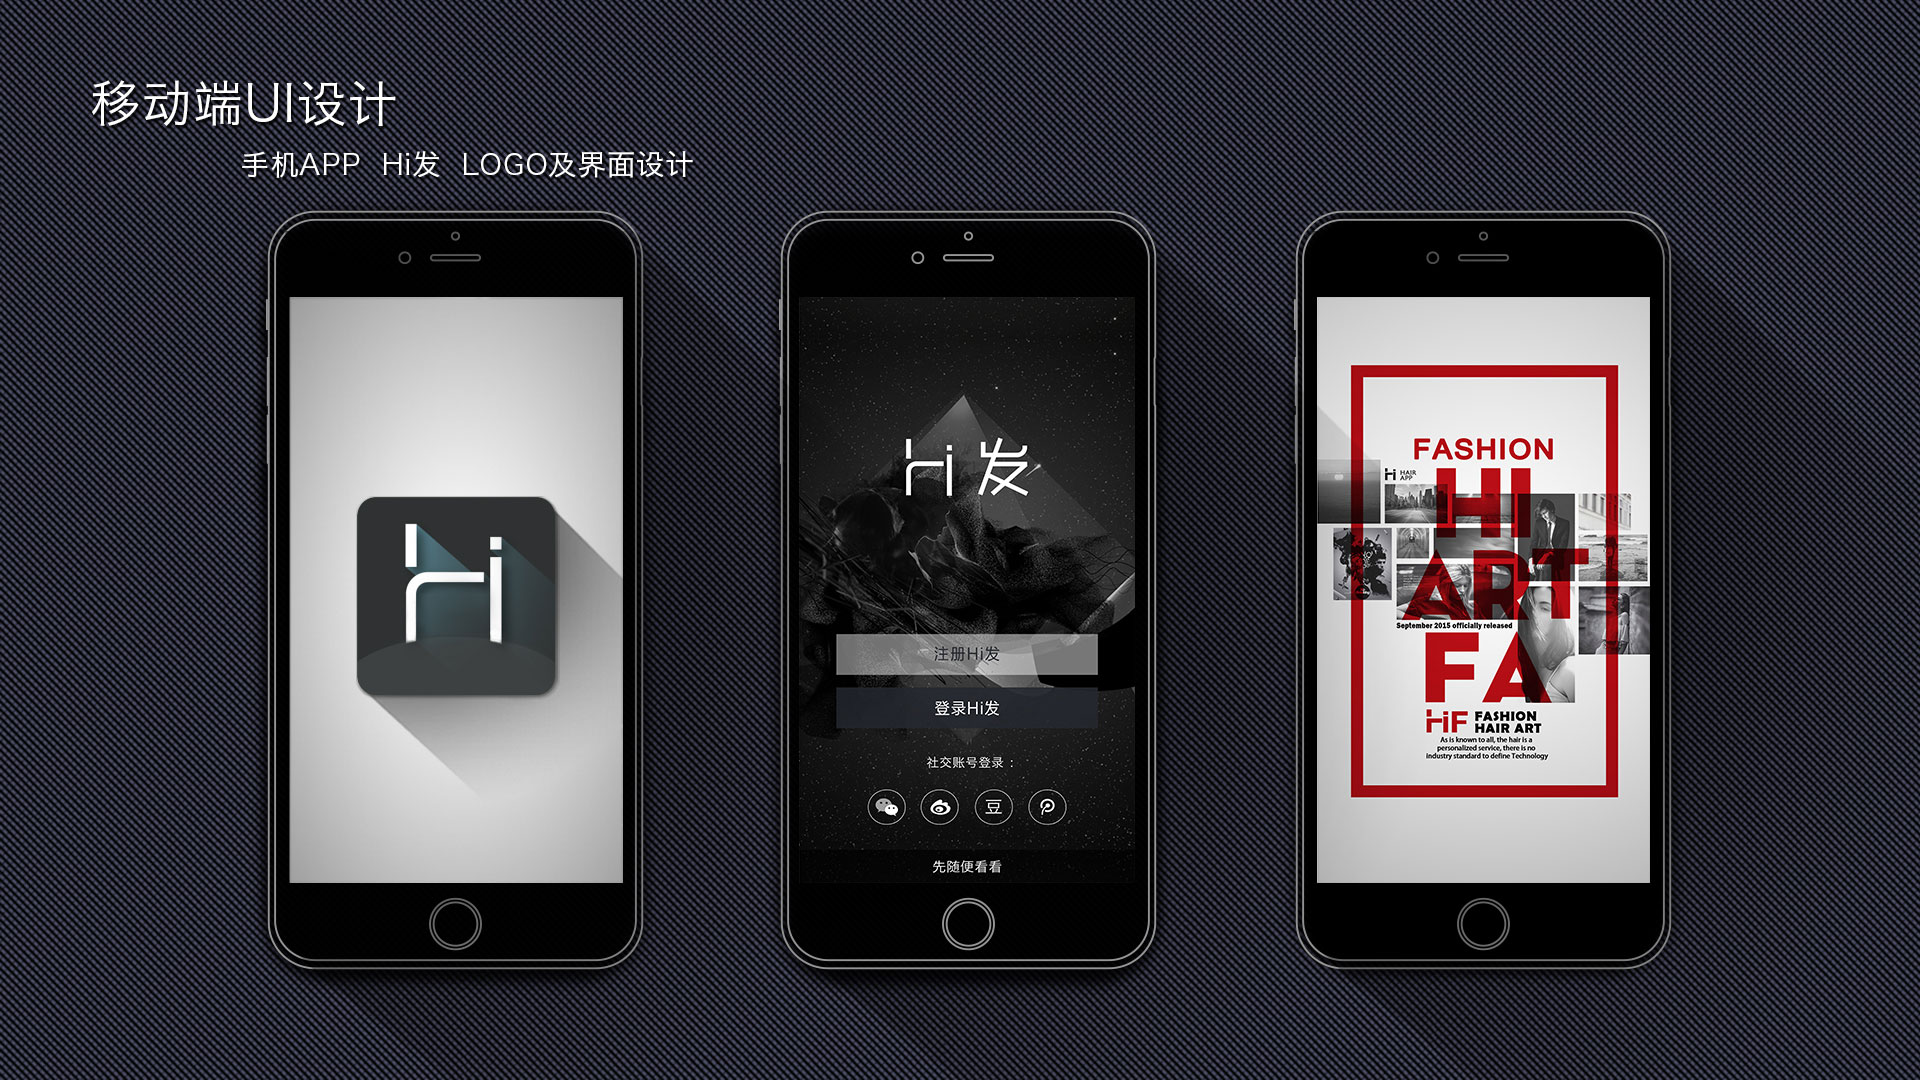 移动端UI设计
手机APP Hi发 LOGO及界面设计
Hi
Hi发
注册Hi发
登录Hi发
社交账号登录：
豆
先随便看看
FASHION
Hi HAIR
APP
HI
ART
September 2015 officially released
FA
HiF FASHION
HAIR ART
As is known to all, the hair is a
personalized service, there is no
industry standard to define Technology